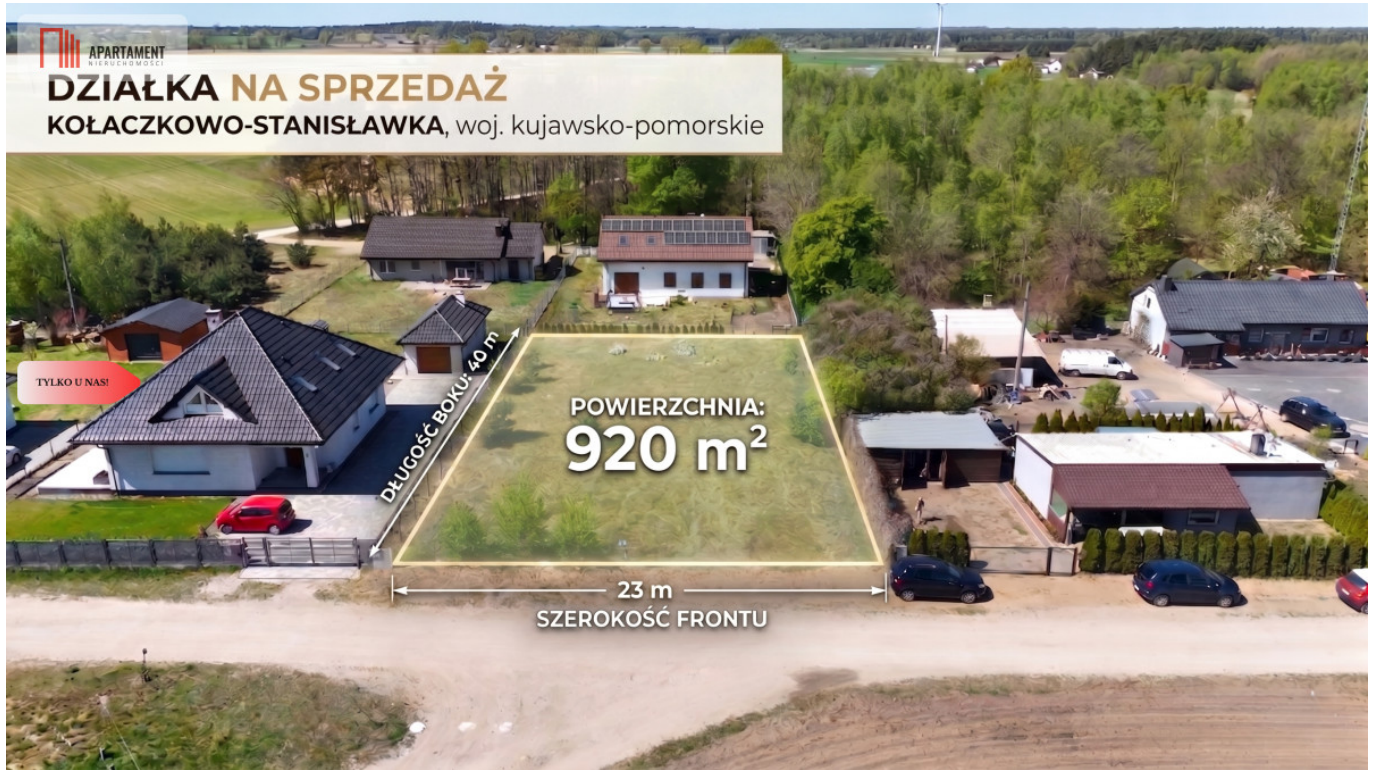 APARTAMENT
NIERUCHOMOŚCI
DZIAŁKA NA SPRZEDAŻ
KOŁACZKOWO-STANISŁAWKA, woj. kujawsko-pomorskie
TYLKO U NAS!
DŁUGOŚĆ BOKU: 40 m
POWIERZCHNIA:
920 m²
23 m
SZEROKOŚĆ FRONTU